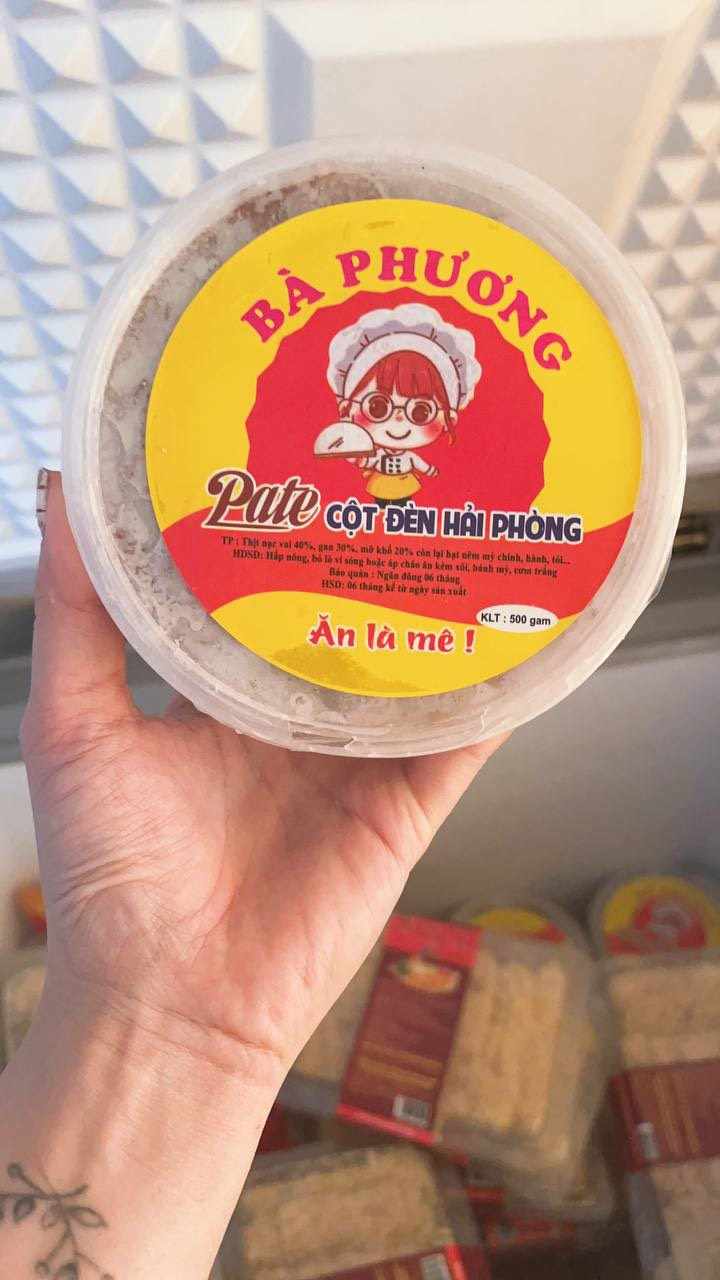 BÀ PHƯƠNG
Pate CỘT ĐÈN HẢI PHÒNG
TP : Thịt nạc vai 40%, gan 30%, mỡ khổ 20% còn lại hạt nêm mỳ chính, hành, tỏi...
HDSD: Hấp nóng, bỏ lò vi sóng hoặc áp chảo ăn kèm xôi, bánh mỳ, cơm trắng
Bảo quản : Ngăn đông 06 tháng
HSD: 06 tháng kể từ ngày sản xuất
KLT : 500 gam
Ăn là mê !